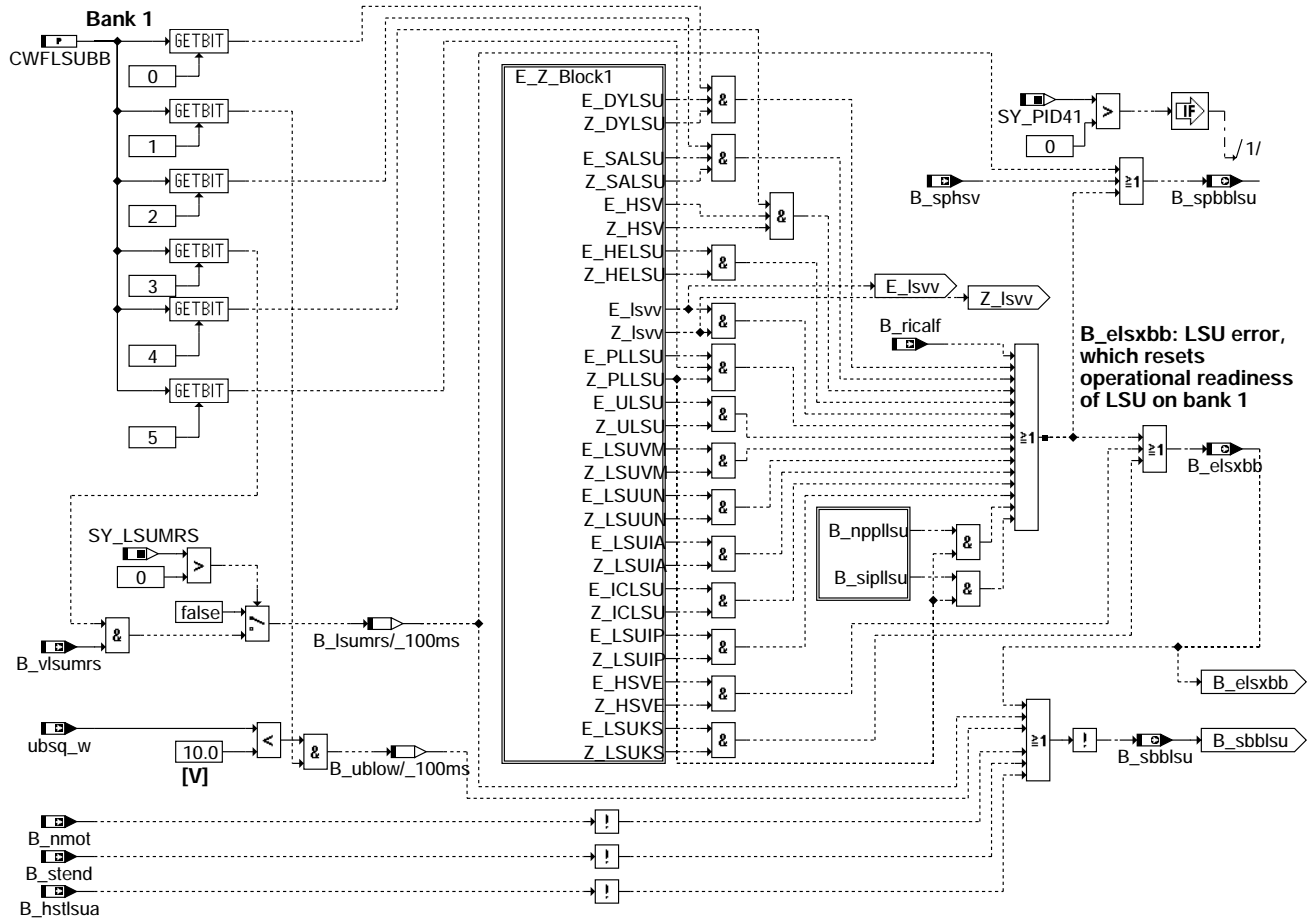 Bank 1
CWFLSUBB
P
GETBIT
0
GETBIT
1
GETBIT
2
GETBIT
3
GETBIT
4
GETBIT
5
E_Z_Block1
E_DYLSU
Z_DYLSU
E_SALSU
Z_SALSU
E_HSV
Z_HSV
E_HELSU
Z_HELSU
E_lsvv
Z_lsvv
E_PLLSU
Z_PLLSU
E_ULSU
Z_ULSU
E_LSUVM
Z_LSUVM
E_LSUUN
Z_LSUUN
E_LSUIA
Z_LSUIA
E_ICLSU
Z_ICLSU
E_LSUIP
Z_LSUIP
E_HSVE
Z_HSVE
E_LSUKS
Z_LSUKS
&
&
&
&
&
&
&
&
&
&
&
&
&
&
SY_PID41
>
0
IF
1/
B_sphsv
≥1
B_spbblsu
E_lsvv
Z_lsvv
B_ricalf
B_elsxbb: LSU error,
which resets
operational readiness
of LSU on bank 1
≥1
≥1
B_elsxbb
B_nppllsu
&
B_sipllsu
&
SY_LSUMRS
>
0
false
&
B_vlsumrs
B_lsumrs/_100ms
ubsq_w
<
10.0
[V]
&
B_ublow/_100ms
B_elsxbb
≥1
!
B_sbblsu
B_sbblsu
B_nmot
!
B_stend
!
B_hstlsua
!